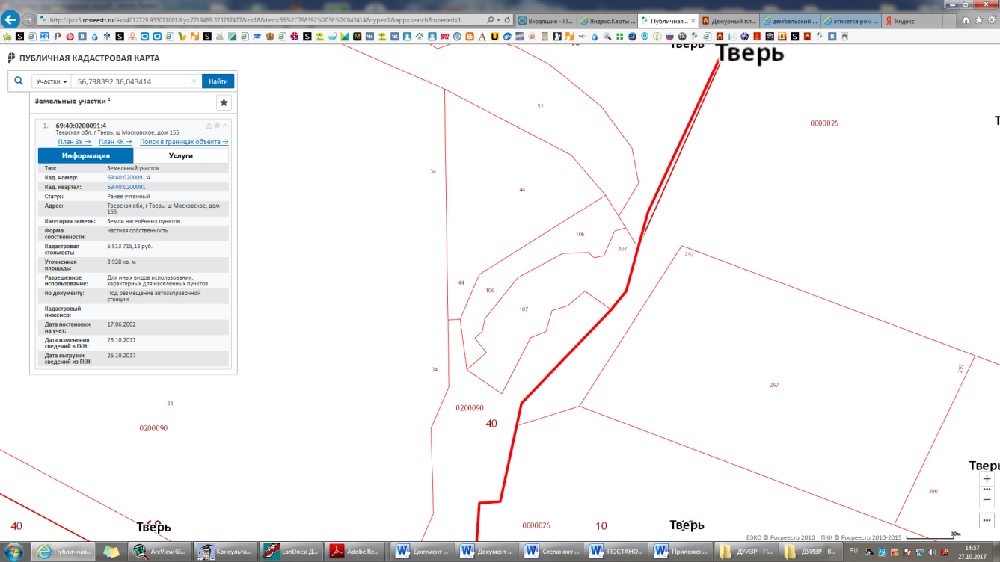 http://pkk5.rosreestr.ru/#x=4012729.935011061&y=7719489.373787477&z=18&text=56%2C798392%2036%2C043414&type=1&app=search&opened=1
Входящие - П...
Яндекс.Карты ...
Публичная...
Дежурный пл...
дембельский ...
этикетка ром ...
Яндекс
ПУБЛИЧНАЯ КАДАСТРОВАЯ КАРТА
Участки
56,798392 36,043414
Найти
Земельные участки 1
1. 69:40:0200091:4
Тверская обл, г Тверь, ш Московское, дом 155
План ЗУ → План КК → Поиск в границах объекта →
Информация Услуги
Тип: Земельный участок
Кад. номер: 69:40:0200091:4
Кад. квартал: 69:40:0200091
Статус: Ранее учтенный
Адрес: Тверская обл, г Тверь, ш Московское, дом
155
Категория земель: Земли населённых пунктов
Форма Частная собственность
собственности:
Кадастровая 6 513 715,13 руб.
стоимость:
Уточненная 3 928 кв. м
площадь:
Разрешенное Для иных видов использования,
использование: характерных для населенных пунктов
по документу: Под размещение автозаправочной
станции
Кадастровый -
инженер:
Дата постановки 17.06.2002
на учет:
Дата изменения 26.10.2017
сведений в ГКН:
Дата выгрузки 26.10.2017
сведений из ГКН:
Тверь
Тверь
52
0000026
34
44
106
107
297
44
106
107
34
297
297
34
0200090
0200090
40
300
Тверь
40
Тверь
0000026
10
Тверь
ЕЭКО © Росреестр 2010 | ПКК © Росреестр 2010-2015
30м
Публичная...
ArcView GI...
Консульта...
LanDocs: Д...
Adobe Re...
Документ ...
Документ ...
Степанову ...
ПОСТАНО...
Приложен...
ДУИЗР - П...
ДУИЗР - В...
RU
14:57
27.10.2017